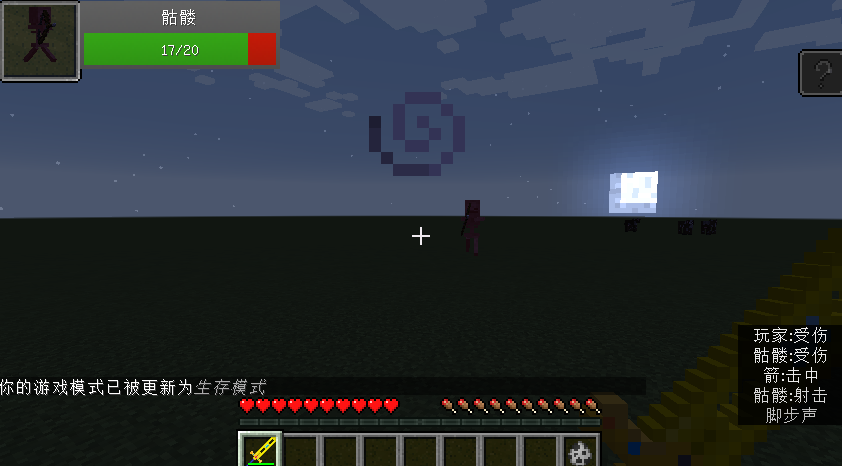 骷髅
17/20
?
玩家:受伤
骷髅:受伤
箭:击中
骷髅:射击
脚步声
你的游戏模式已被更新为生存模式